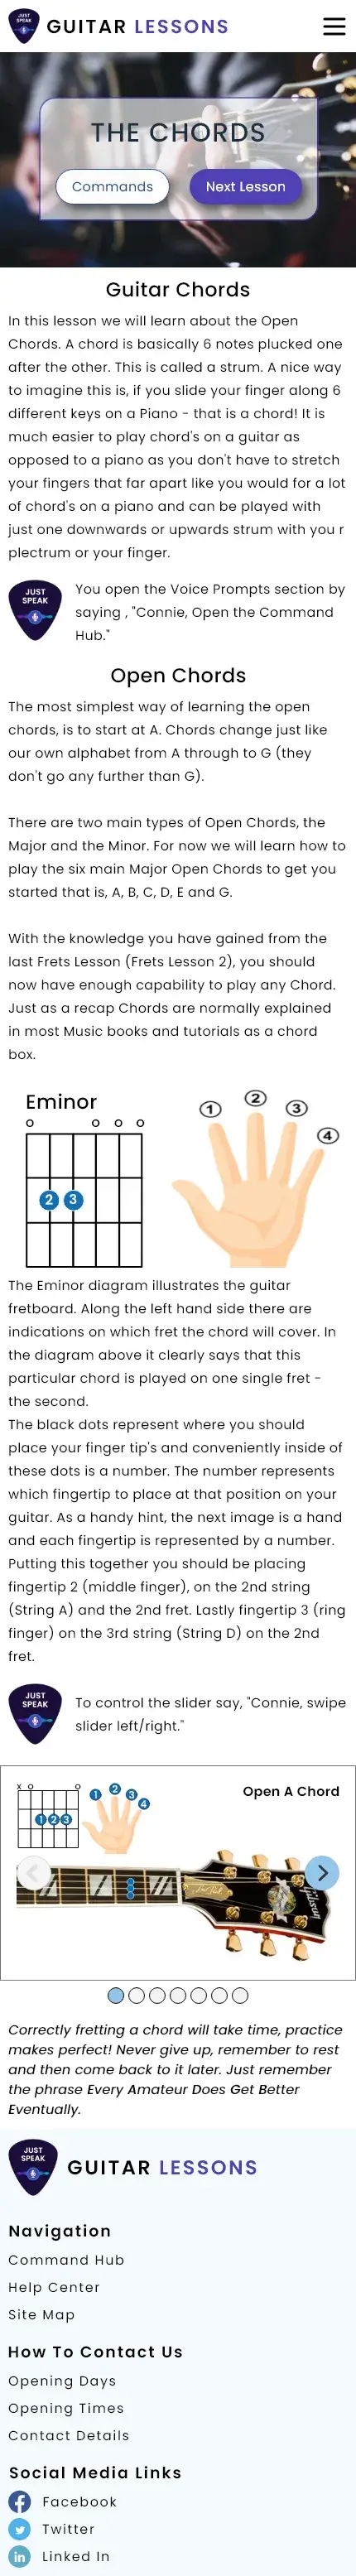 JUST
SPEAK
GUITAR LESSONS
THE CHORDS
Commands
Next Lesson
Guitar Chords
In this lesson we will learn about the Open
Chords. A chord is basically 6 notes plucked one
after the other. This is called a strum. A nice way
to imagine this is, if you slide your finger along 6
different keys on a Piano - that is a chord! It is
much easier to play chord's on a guitar as
opposed to a piano as you don't have to stretch
your fingers that far apart like you would for a lot
of chord's on a piano and can be played with
just one downwards or upwards strum with you r
plectrum or your finger.
JUST
SPEAK
You open the Voice Prompts section by
saying , "Connie, Open the Command
Hub."
Open Chords
The most simplest way of learning the open
chords, is to start at A. Chords change just like
our own alphabet from A through to G (they
don't go any further than G).
There are two main types of Open Chords, the
Major and the Minor. For now we will learn how to
play the six main Major Open Chords to get you
started that is, A, B, C, D, E and G.
With the knowledge you have gained from the
last Frets Lesson (Frets Lesson 2), you should
now have enough capability to play any Chord.
Just as a recap Chords are normally explained
in most Music books and tutorials as a chord
box.
Eminor
o o o o
2 3
1 2 3 4
The Eminor diagram illustrates the guitar
fretboard. Along the left hand side there are
indications on which fret the chord will cover. In
the diagram above it clearly says that this
particular chord is played on one single fret -
the second.
The black dots represent where you should
place your finger tip's and conveniently inside of
these dots is a number. The number represents
which fingertip to place at that position on your
guitar. As a handy hint, the next image is a hand
and each fingertip is represented by a number.
Putting this together you should be placing
fingertip 2 (middle finger), on the 2nd string
(String A) and the 2nd fret. Lastly fingertip 3 (ring
finger) on the 3rd string (String D) on the 2nd
fret.
JUST
SPEAK
To control the slider say, "Connie, swipe
slider left/right."
x o o
1 2 3
1 2 3 4
Open A Chord
Gibson
Correctly fretting a chord will take time, practice
makes perfect! Never give up, remember to rest
and then come back to it later. Just remember
the phrase Every Amateur Does Get Better
Eventually.
JUST
SPEAK
GUITAR LESSONS
Navigation
Command Hub
Help Center
Site Map
How To Contact Us
Opening Days
Opening Times
Contact Details
Social Media Links
Facebook
Twitter
Linked In